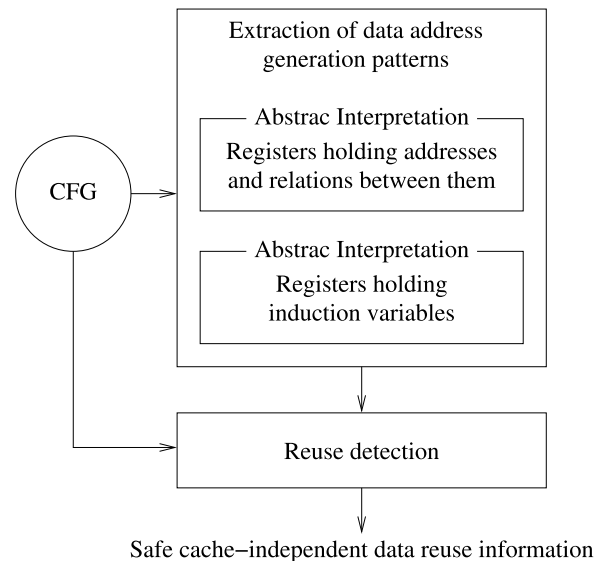 Extraction of data address
generation patterns
Abstrac Interpretation
Registers holding addresses
and relations between them
CFG
Abstrac Interpretation
Registers holding
induction variables
Reuse detection
Safe cache−independent data reuse information